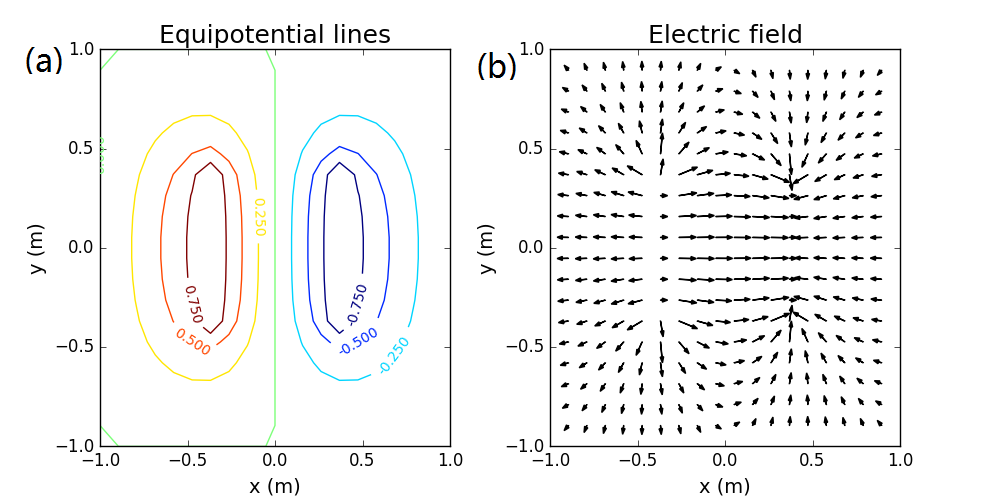 (a)
Equipotential lines
1.0
0.5
0.0
−0.5
−1.0
y (m)
0.250
0.750
0.500
-0.750
-0.500
-0.250
−1.0 −0.5 0.0 0.5 1.0
x (m)
(b)
Electric field
1.0
0.5
0.0
−0.5
−1.0
y (m)
−1.0 −0.5 0.0 0.5 1.0
x (m)